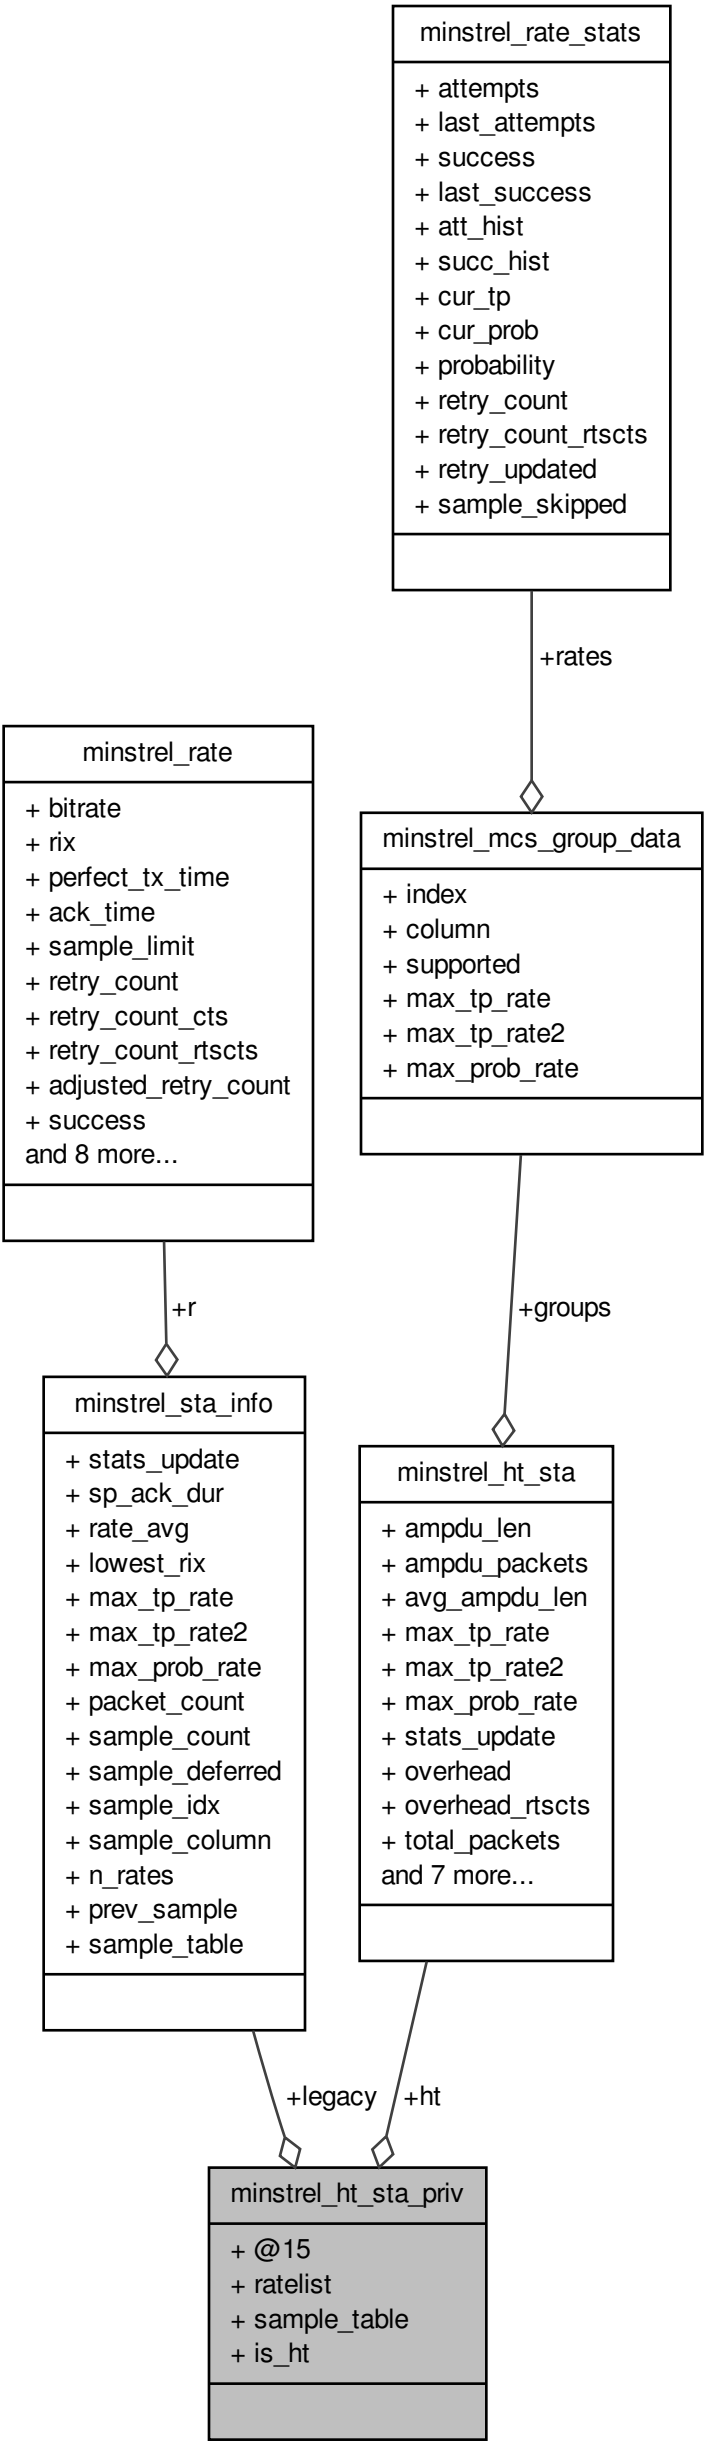 minstrel_rate_stats
+ attempts
+ last_attempts
+ success
+ last_success
+ att_hist
+ succ_hist
+ cur_tp
+ cur_prob
+ probability
+ retry_count
+ retry_count_rtscts
+ retry_updated
+ sample_skipped
+rates
minstrel_rate
+ bitrate
+ rix
+ perfect_tx_time
+ ack_time
+ sample_limit
+ retry_count
+ retry_count_cts
+ retry_count_rtscts
+ adjusted_retry_count
+ success
and 8 more...
minstrel_mcs_group_data
+ index
+ column
+ supported
+ max_tp_rate
+ max_tp_rate2
+ max_prob_rate
+r
+groups
minstrel_sta_info
+ stats_update
+ sp_ack_dur
+ rate_avg
+ lowest_rix
+ max_tp_rate
+ max_tp_rate2
+ max_prob_rate
+ packet_count
+ sample_count
+ sample_deferred
+ sample_idx
+ sample_column
+ n_rates
+ prev_sample
+ sample_table
minstrel_ht_sta
+ ampdu_len
+ ampdu_packets
+ avg_ampdu_len
+ max_tp_rate
+ max_tp_rate2
+ max_prob_rate
+ stats_update
+ overhead
+ overhead_rtscts
+ total_packets
and 7 more...
+legacy
+ht
minstrel_ht_sta_priv
+ @15
+ ratelist
+ sample_table
+ is_ht